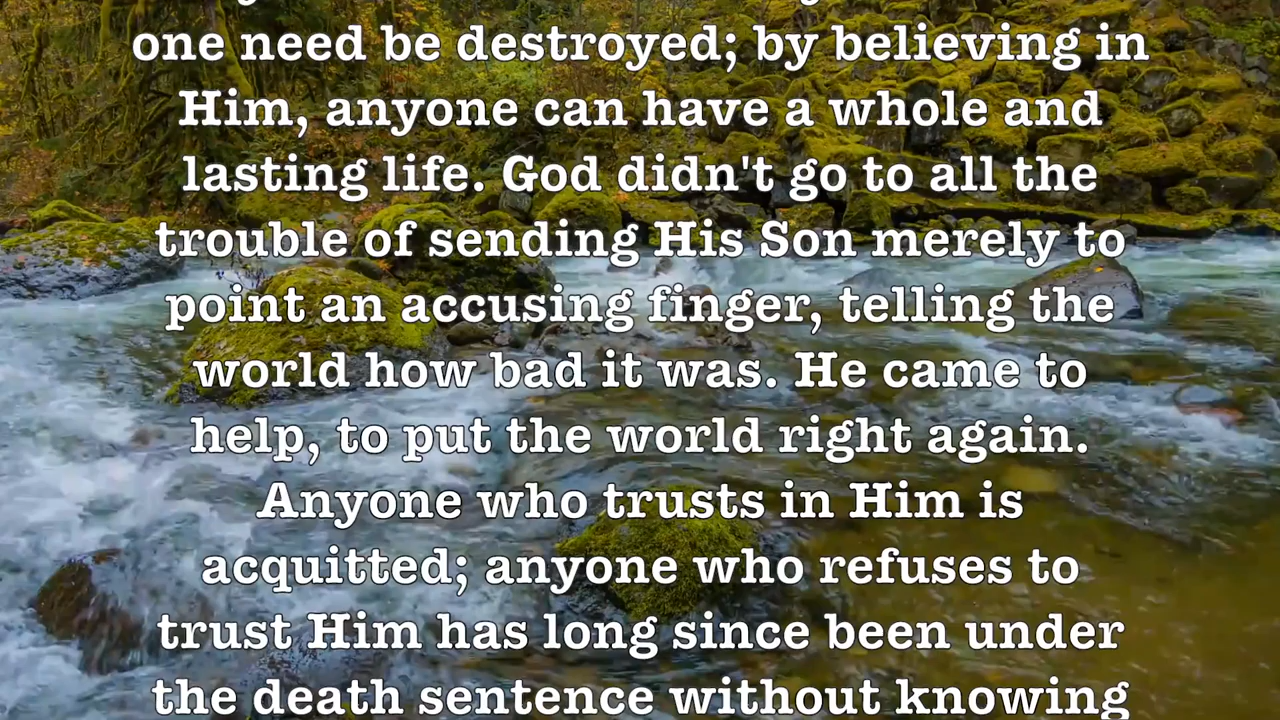 one need be destroyed; by believing in
Him, anyone can have a whole and
lasting life. God didn't go to all the
trouble of sending His Son merely to
point an accusing finger, telling the
world how bad it was. He came to
help, to put the world right again.
Anyone who trusts in Him is
acquitted; anyone who refuses to
trust Him has long since been under
the death sentence without knowing